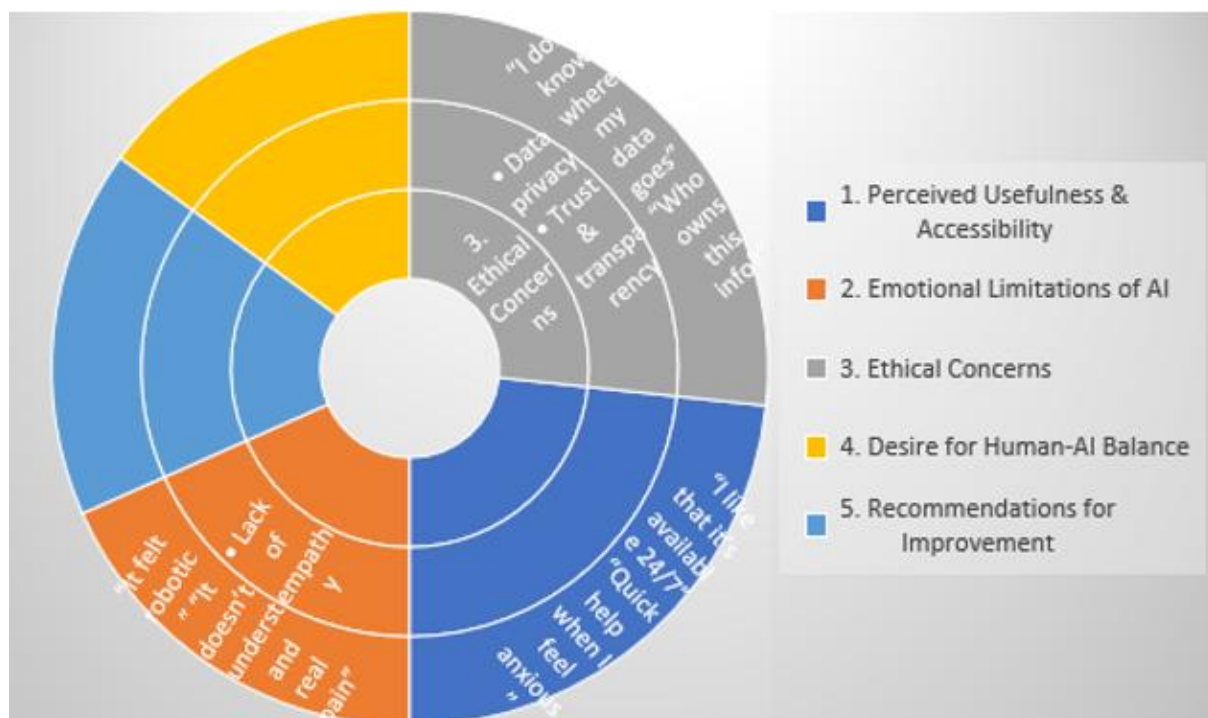 “I do
know
where
my
data
goes”
“Who
owns
this
info
• Data
privacy
• Trust
&
transpa
rency
3.
Ethical
Concer
ns
“I like
that it’s
availabl
e 24/7”
“Quick
help
when I
feel
anxious
”
• Lack
of
empath
y
“It felt
robotic
” “It
doesn’t
underst
and
real
pain”
1. Perceived Usefulness &
Accessibility
2. Emotional Limitations of AI
3. Ethical Concerns
4. Desire for Human-AI Balance
5. Recommendations for
Improvement